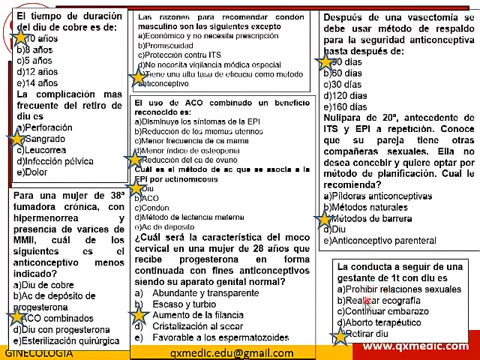 El tiempo de duración
del diu de cobre es de:
10 años
b)8 años
c)5 años
d)12 años
e)14 años
La complicación mas
frecuente del retiro de
diu es
a)Perforación
Sangrado
c)Leucorrea
d)Infección pélvica
e)Dolor
Para una mujer de 38ª
fumadora crónica, con
hipermenorrea y
presencia de varices de
MMII, cuál de los
siguientes es el
anticonceptivo menos
indicado?
a)Diu de cobre
b)Ac de depósito de
progesterona
ACO combinados
d)Diu con progesterona
e)Esterilización quirúrgica
Las razones para recomendar condón
masculino son las siguientes excepto
a)Económico y no necesita prescripción
b)Promiscuidad
c)Protección contra ITS
d)No necesita vigilancia médica especial
Tiene una alta tasa de eficacia como metodo
anticonceptivo
El uso de ACO combinado un beneficio
reconocido es:
a)Disminuye los síntomas de la EPI
b)Reducción de los miomas uterinos
c)Menor frecuencia de ca mama
d)Menor índice de osteopenia
Reducción del ca de ovario
Cuál es el método de ac que se asocia a la
EPI por actinomicosis
Diu
b)ACO
c)Condon
d)Método de lactancia materna
e)Ac de deposito
¿Cuál será la característica del moco
cervical en una mujer de 28 años que
recibe progesterona en forma
continuada con fines anticonceptivos
siendo su aparato genital normal?
a) Abundante y transparente
b) Escaso y turbio
Aumento de la filancia
d) Cristalización al secar
e) Favorable a los espermatozoides
Después de una vasectomía se
debe usar método de respaldo
para la seguridad anticonceptiva
hasta después de:
90 días
b)60 días
c)30 días
d)120 días
e)160 días
Nulípara de 20ª, antecedente de
ITS y EPI a repetición. Conoce
que su pareja tiene otras
compañeras sexuales. Ella no
desea concebir y quiere optar por
método de planificación. Cual le
recomienda?
a)Píldoras anticonceptivas
b)Métodos naturales
Métodos de barrera
d)Diu
e)Anticonceptivo parenteral
La conducta a seguir de una
gestante de 1t con diu es
a)Prohibir relaciones sexuales
b)Realizar ecografía
c)Continuar embarazo
d)Aborto terapéutico
Retirar diu
GINECOLOGIA
qxmedic.edu@gmail.com
www.qxmedic.com